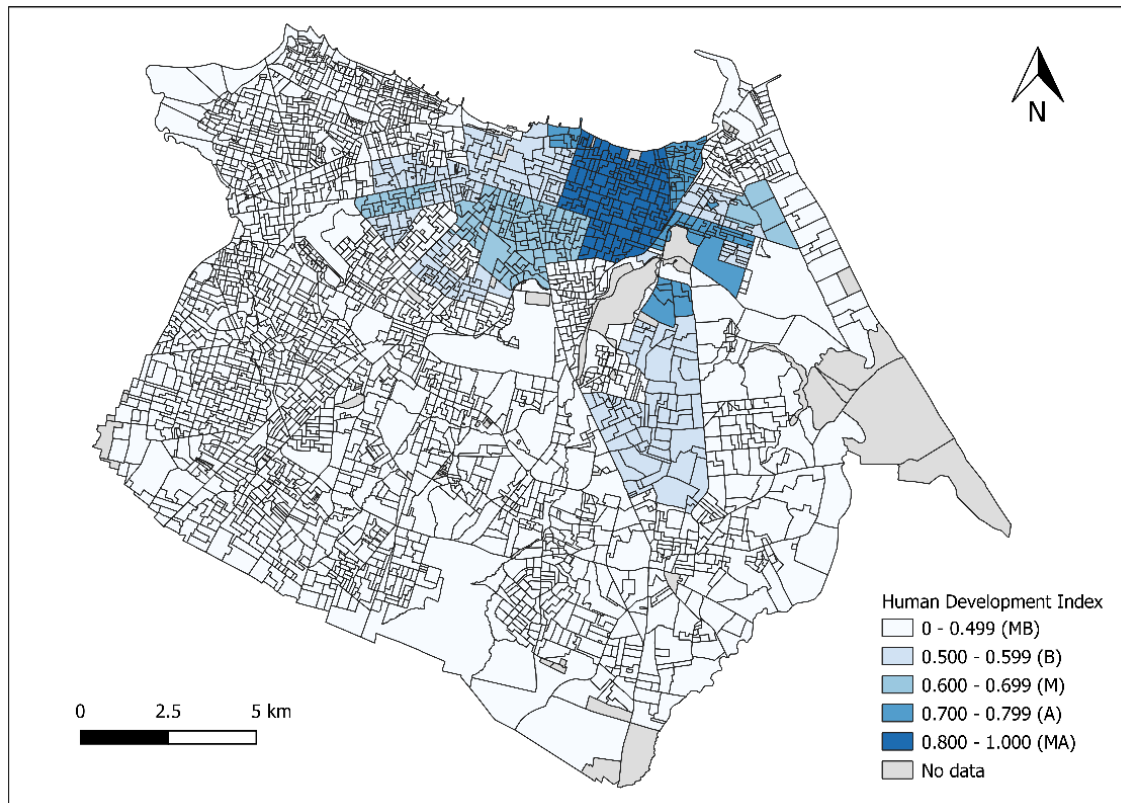 N
Human Development Index
0 - 0.499 (MB)
0.500 - 0.599 (B)
0.600 - 0.699 (M)
0.700 - 0.799 (A)
0.800 - 1.000 (MA)
No data
0 2.5 5 km